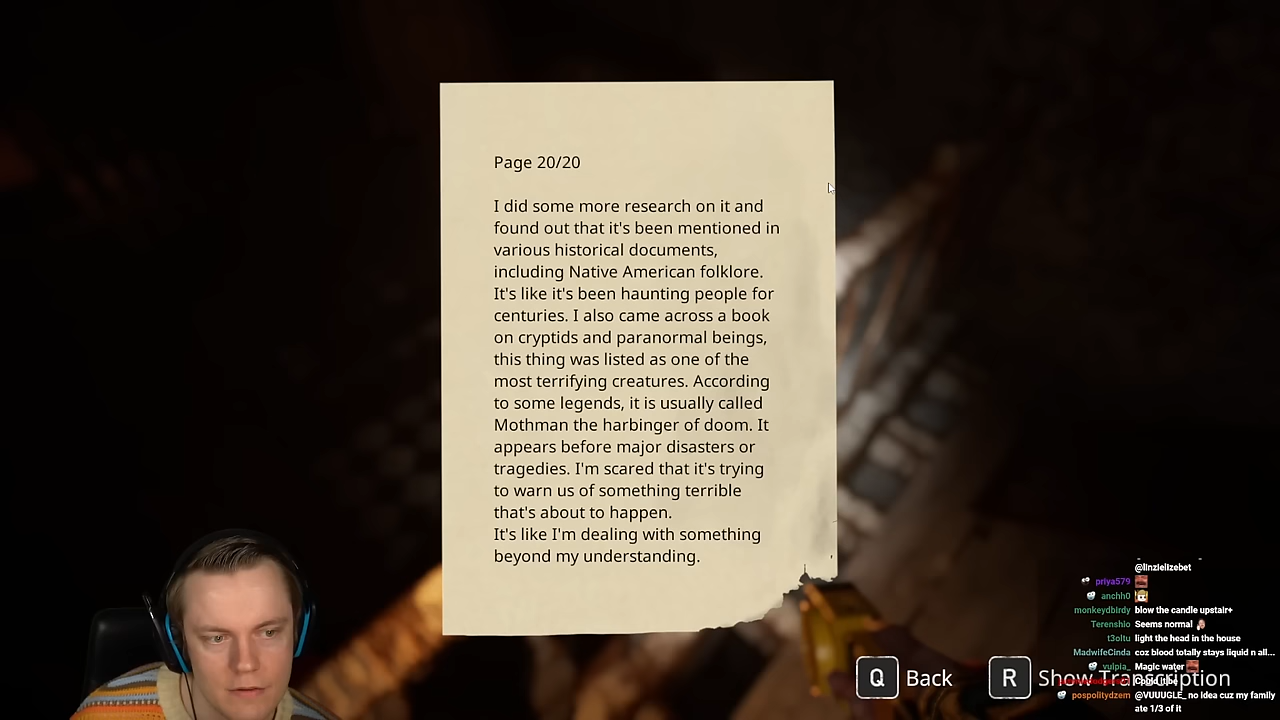 Page 20/20
I did some more research on it and
found out that it's been mentioned in
various historical documents,
including Native American folklore.
It's like it's been haunting people for
centuries. I also came across a book
on cryptids and paranormal beings,
this thing was listed as one of the
most terrifying creatures. According
to some legends, it is usually called
Mothman the harbinger of doom. It
appears before major disasters or
tragedies. I'm scared that it's trying
to warn us of something terrible
that's about to happen.
It's like I'm dealing with something
beyond my understanding.
@linzielizebet
priya579
anchh0
monkeydbirdy blow the candle upstair+
Terenshio Seems normal
t3oltu light the head in the house
MadwifeCinda coz blood totally stays liquid n all...
vulpia_ Magic water
Q Back R Show Transcription
pospolitydzem @VUUUGLE_ no idea cuz my family
ate 1/3 of it